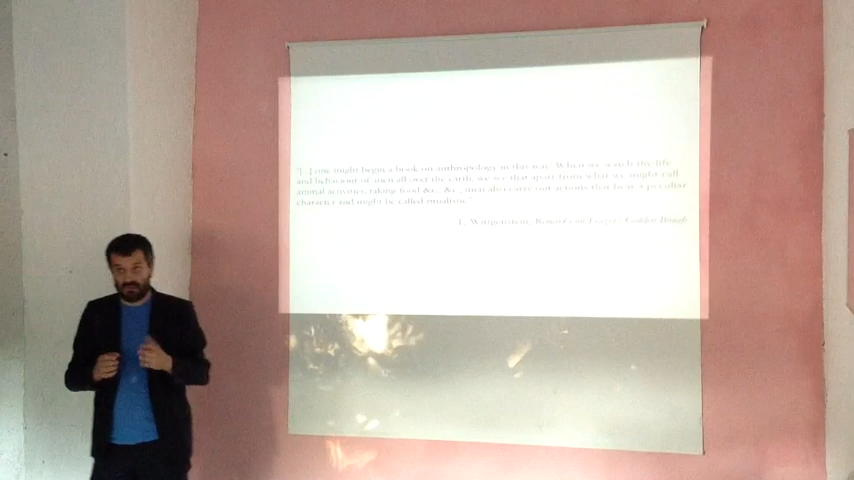 "[...] one might begin a book on anthropology in this way: When we watch the life
and behaviour of men all over the earth, we see that apart from what we might call
animal activities, taking food &c., &c., men also carry out actions that bear a peculiar
character and might be called ritualistic."
L. Wittgenstein, Remarks on Frazer's Golden Bough